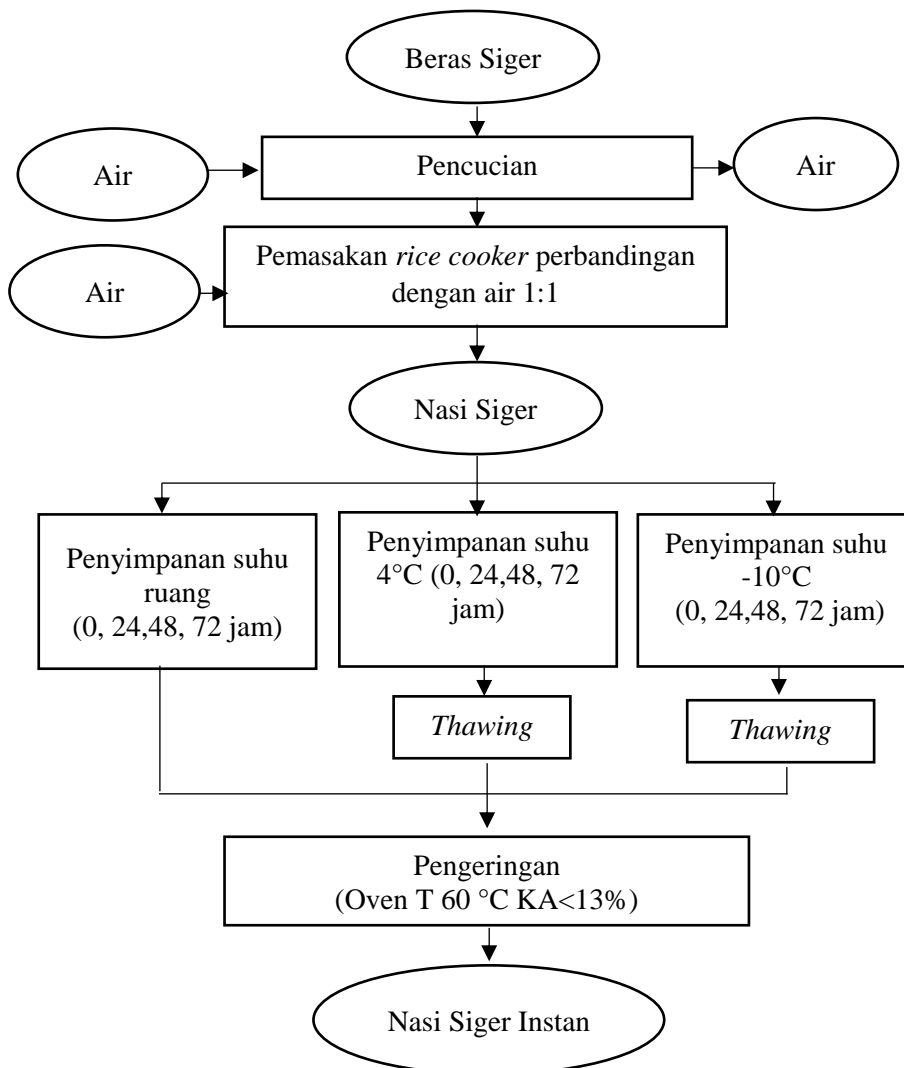 Beras Siger
Air
Pencucian
Air
Pemasakan rice cooker perbandingan
dengan air 1:1
Air
Nasi Siger
Penyimpanan suhu
ruang
(0, 24,48, 72 jam)
Penyimpanan suhu
4°C (0, 24,48, 72
jam)
Penyimpanan suhu
-10°C
(0, 24,48, 72 jam)
Thawing
Thawing
Pengeringan
(Oven T 60 °C KA<13%)
Nasi Siger Instan